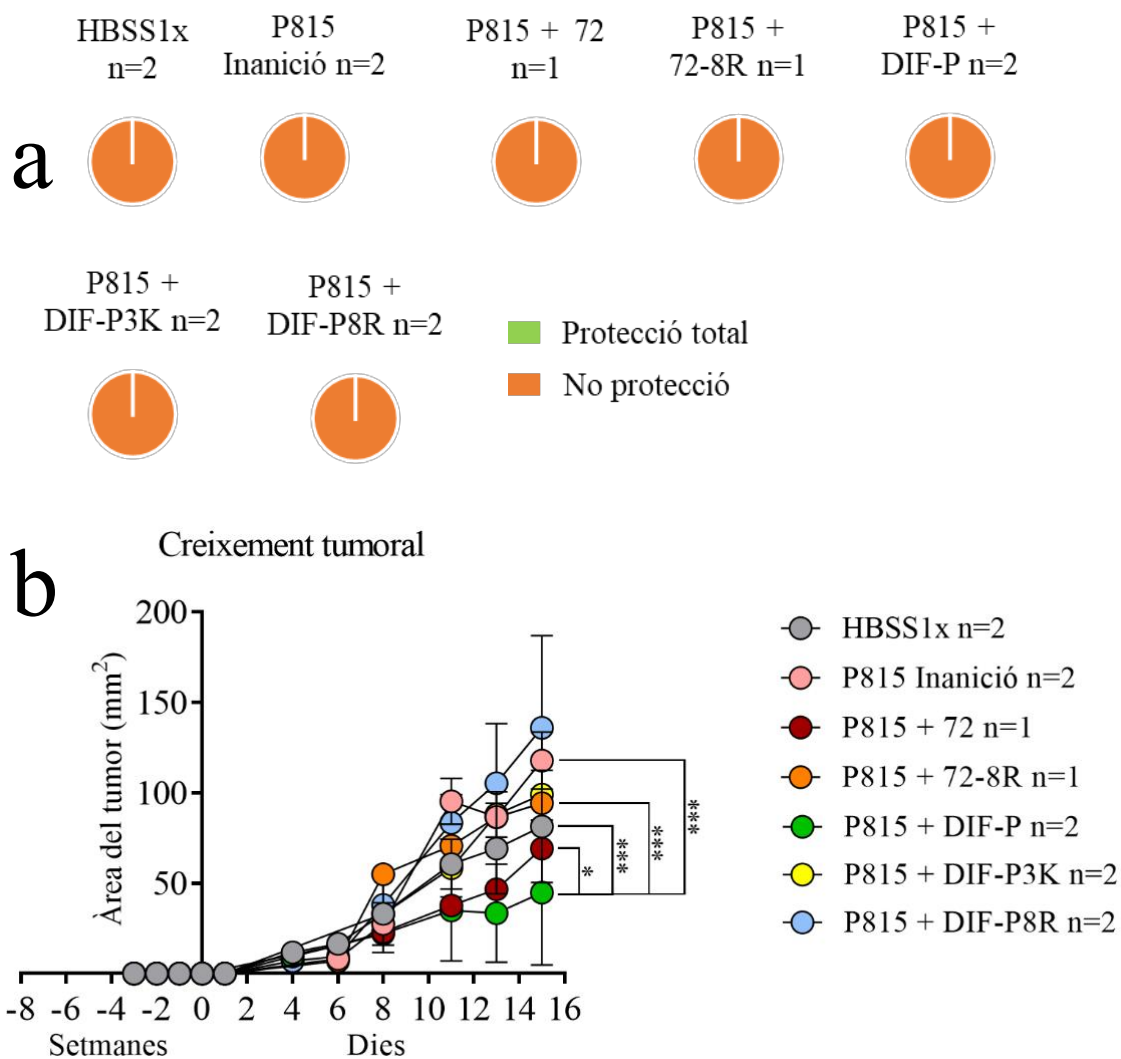 HBSS1x
n=2
P815
Inanició n=2
P815 + 72
n=1
P815 +
72-8R n=1
P815 +
DIF-P n=2
a
P815 +
DIF-P3K n=2
P815 +
DIF-P8R n=2
Protecció total
No protecció
b
Creixement tumoral
Àrea del tumor (mm²)
200
150
100
50
-8 -6 -4 -2 0 2 4 6 8 10 12 14 16
Setmanes Dies
*
***
***
***
HBSS1x n=2
P815 Inanició n=2
P815 + 72 n=1
P815 + 72-8R n=1
P815 + DIF-P n=2
P815 + DIF-P3K n=2
P815 + DIF-P8R n=2